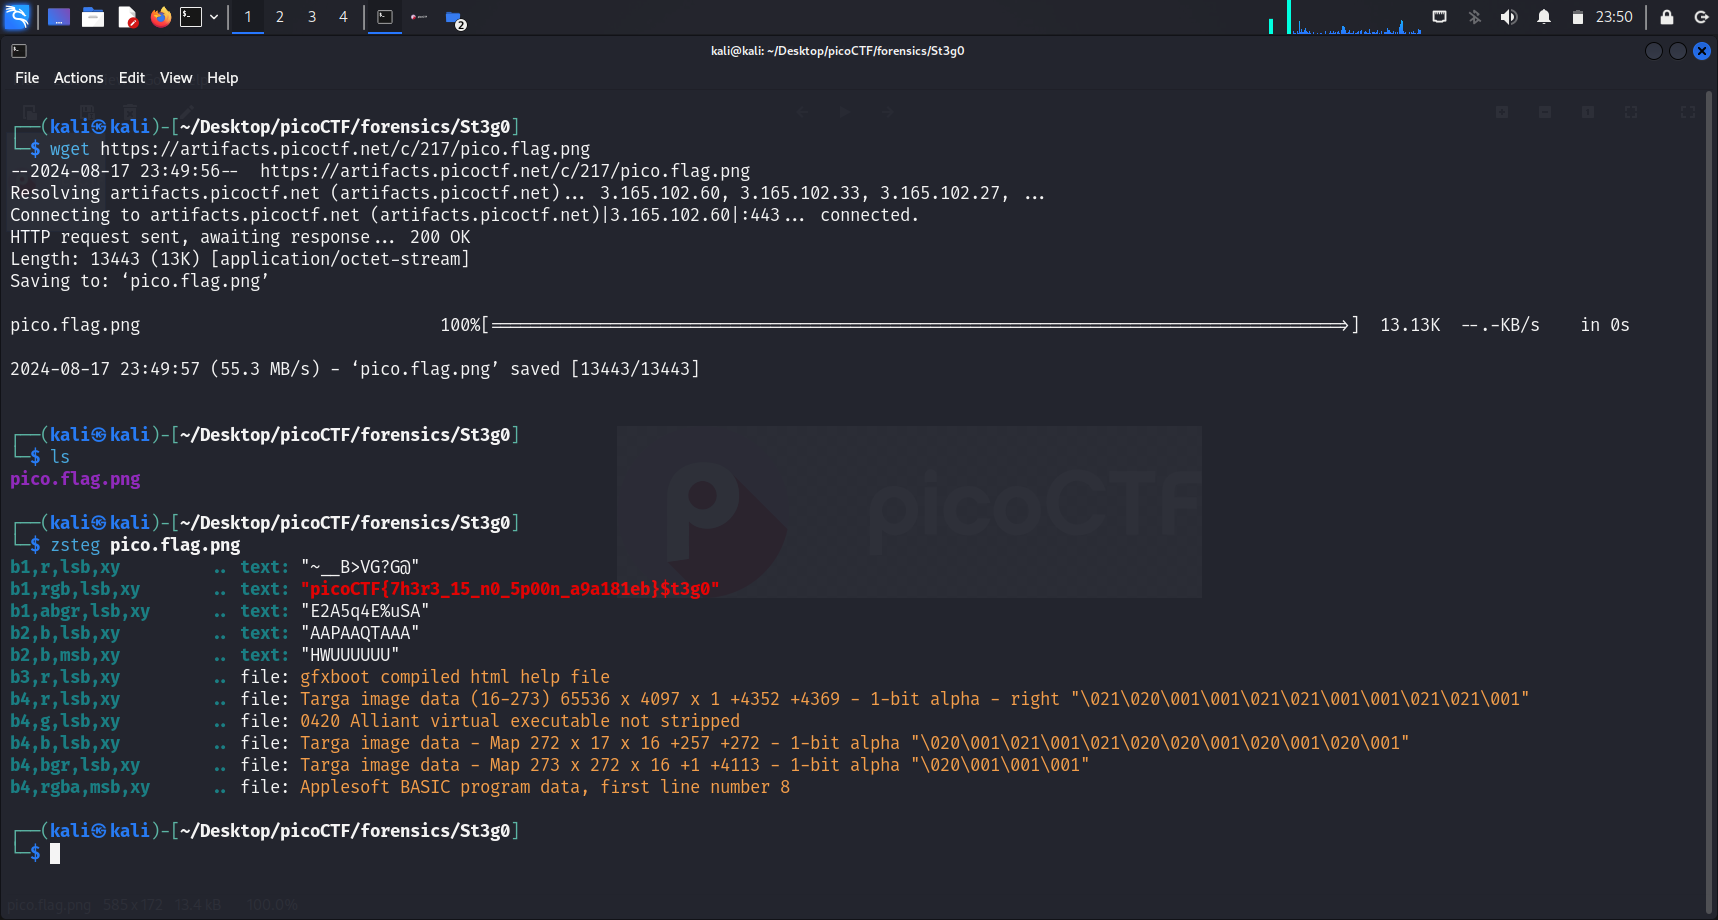 1 2 3 4 2 23:50
kali@kali: ~/Desktop/picoCTF/forensics/St3g0
File Actions Edit View Help
┌──(kali㉿kali)-[~/Desktop/picoCTF/forensics/St3g0]
└─$ wget https://artifacts.picoctf.net/c/217/pico.flag.png
--2024-08-17 23:49:56--  https://artifacts.picoctf.net/c/217/pico.flag.png
Resolving artifacts.picoctf.net (artifacts.picoctf.net)... 3.165.102.60, 3.165.102.33, 3.165.102.27, ...
Connecting to artifacts.picoctf.net (artifacts.picoctf.net)|3.165.102.60|:443... connected.
HTTP request sent, awaiting response... 200 OK
Length: 13443 (13K) [application/octet-stream]
Saving to: ‘pico.flag.png’
pico.flag.png 100%[===================>] 13.13K --.-KB/s in 0s
2024-08-17 23:49:57 (55.3 MB/s) - ‘pico.flag.png’ saved [13443/13443]
┌──(kali㉿kali)-[~/Desktop/picoCTF/forensics/St3g0]
└─$ ls
pico.flag.png
picoCTF
┌──(kali㉿kali)-[~/Desktop/picoCTF/forensics/St3g0]
└─$ zsteg pico.flag.png
b1,r,lsb,xy .. text: "~__B>VG?G@"
b1,rgb,lsb,xy .. text: "picoCTF{7h3r3_15_n0_5p00n_a9a181eb}$t3g0"
b1,abgr,lsb,xy .. text: "E2A5q4E%uSA"
b2,b,lsb,xy .. text: "AAPAAQTAAA"
b2,b,msb,xy .. text: "HWUUUUUU"
b3,r,lsb,xy .. file: gfxboot compiled html help file
b4,r,lsb,xy .. file: Targa image data (16-273) 65536 x 4097 x 1 +4352 +4369 - 1-bit alpha - right "\021\020\001\001\021\021\001\001\021\021\001"
b4,g,lsb,xy .. file: 0420 Alliant virtual executable not stripped
b4,b,lsb,xy .. file: Targa image data - Map 272 x 17 x 16 +257 +272 - 1-bit alpha "\020\001\021\001\021\020\020\001\020\001\020\001"
b4,bgr,lsb,xy .. file: Targa image data - Map 273 x 272 x 16 +1 +4113 - 1-bit alpha "\020\001\001\001"
b4,rgba,msb,xy .. file: Applesoft BASIC program data, first line number 8
┌──(kali㉿kali)-[~/Desktop/picoCTF/forensics/St3g0]
└─$
pico.flag.png 585 x 172 13.4 kB 100.0%